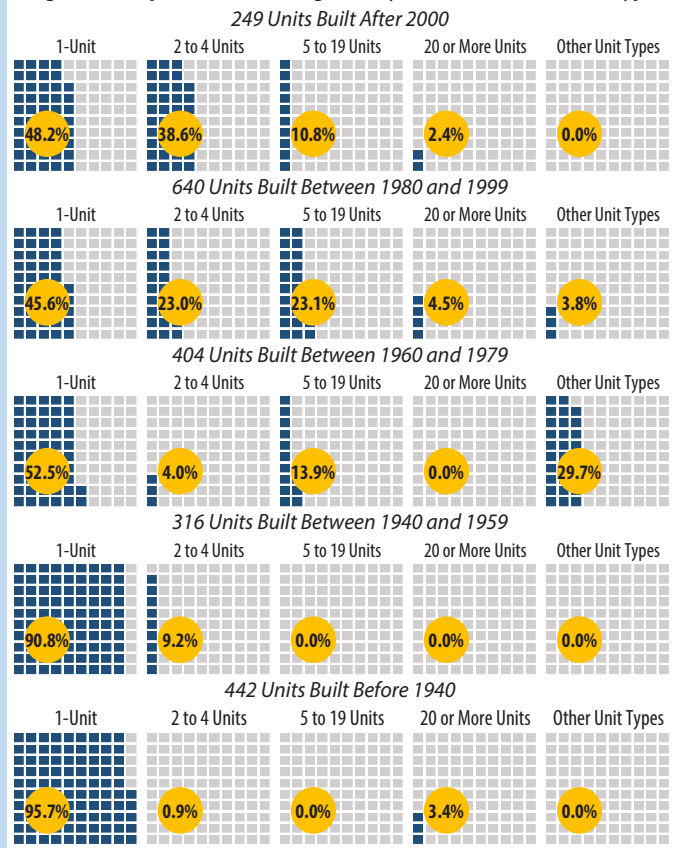 249 Units Built After 2000
1-Unit 2 to 4 Units 5 to 19 Units 20 or More Units Other Unit Types
48.2% 38.6% 10.8% 2.4% 0.0%
640 Units Built Between 1980 and 1999
1-Unit 2 to 4 Units 5 to 19 Units 20 or More Units Other Unit Types
45.6% 23.0% 23.1% 4.5% 3.8%
404 Units Built Between 1960 and 1979
1-Unit 2 to 4 Units 5 to 19 Units 20 or More Units Other Unit Types
52.5% 4.0% 13.9% 0.0% 29.7%
316 Units Built Between 1940 and 1959
1-Unit 2 to 4 Units 5 to 19 Units 20 or More Units Other Unit Types
90.8% 9.2% 0.0% 0.0% 0.0%
442 Units Built Before 1940
1-Unit 2 to 4 Units 5 to 19 Units 20 or More Units Other Unit Types
95.7% 0.9% 0.0% 3.4% 0.0%